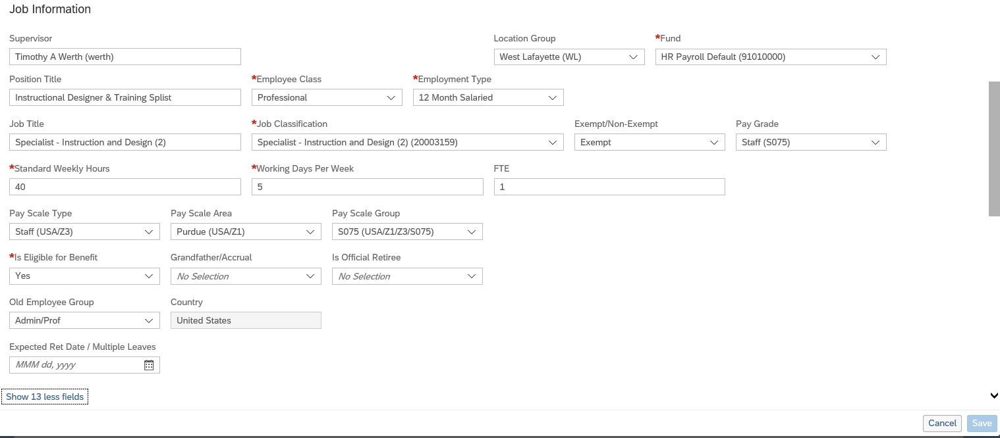 Job Information
Supervisor Location Group *Fund
Timothy A Werth (werth) West Lafayette (WL) HR Payroll Default (91010000)
Position Title *Employee Class *Employment Type
Instructional Designer & Training Splist Professional 12 Month Salaried
Job Title *Job Classification Exempt/Non-Exempt Pay Grade
Specialist - Instruction and Design (2) Specialist - Instruction and Design (2) (20003159) Exempt Staff (S075)
*Standard Weekly Hours *Working Days Per Week FTE
40 5 1
Pay Scale Type Pay Scale Area Pay Scale Group
Staff (USA/Z3) Purdue (USA/Z1) S075 (USA/Z1/Z3/S075)
*Is Eligible for Benefit Grandfather/Accrual Is Official Retiree
Yes No Selection No Selection
Old Employee Group Country
Admin/Prof United States
Expected Ret Date / Multiple Leaves
MMM dd, yyyy
Show 13 less fields
Cancel Save